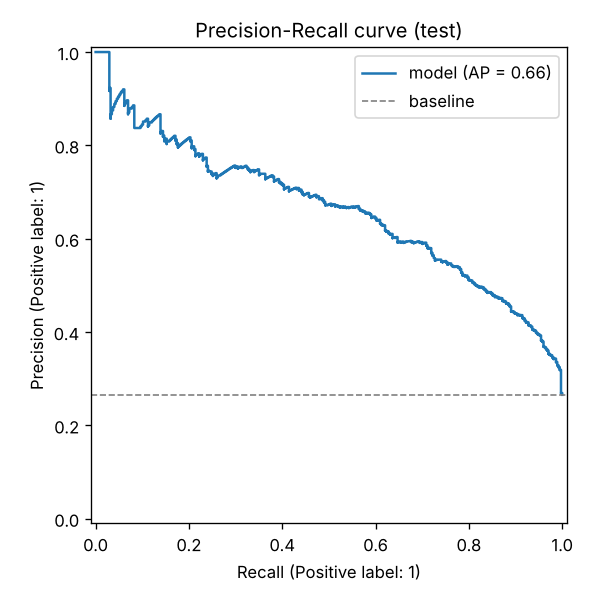 Precision-Recall curve (test)
model (AP = 0.66)
baseline
Precision (Positive label: 1)
1.0
0.8
0.6
0.4
0.2
0.0
0.0 0.2 0.4 0.6 0.8 1.0
Recall (Positive label: 1)